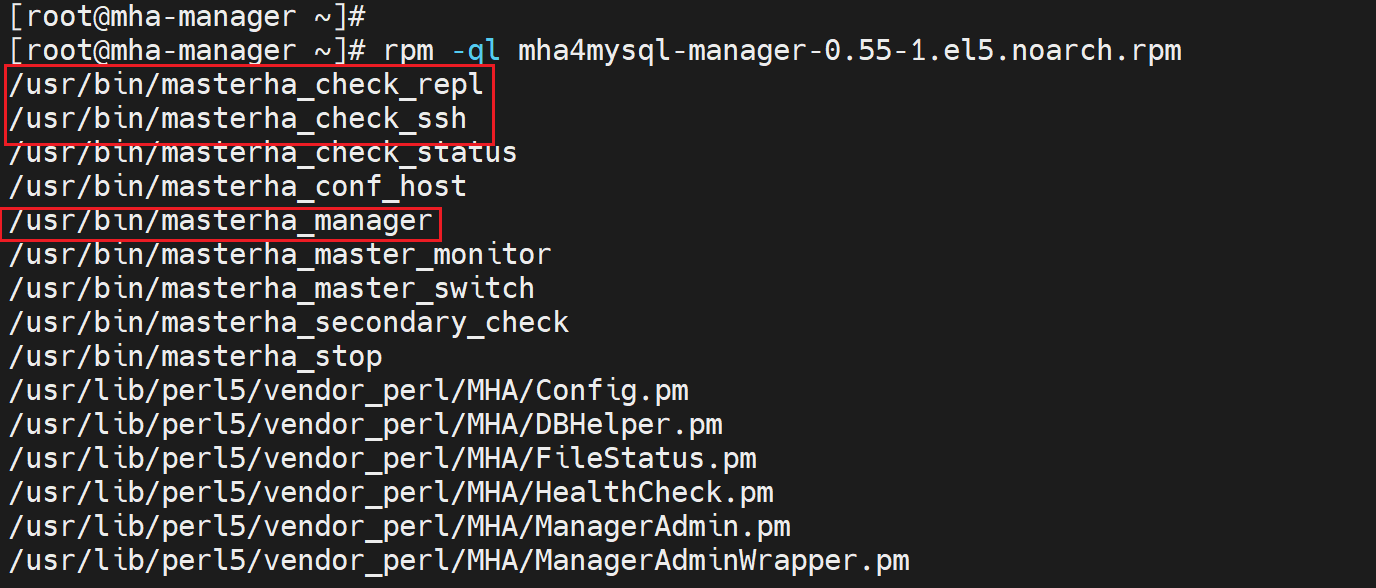 [root@mha-manager ~]#
[root@mha-manager ~]# rpm -ql mha4mysql-manager-0.55-1.el5.noarch.rpm
/usr/bin/masterha_check_repl
/usr/bin/masterha_check_ssh
/usr/bin/masterha_check_status
/usr/bin/masterha_conf_host
/usr/bin/masterha_manager
/usr/bin/masterha_master_monitor
/usr/bin/masterha_master_switch
/usr/bin/masterha_secondary_check
/usr/bin/masterha_stop
/usr/lib/perl5/vendor_perl/MHA/Config.pm
/usr/lib/perl5/vendor_perl/MHA/DBHelper.pm
/usr/lib/perl5/vendor_perl/MHA/FileStatus.pm
/usr/lib/perl5/vendor_perl/MHA/HealthCheck.pm
/usr/lib/perl5/vendor_perl/MHA/ManagerAdmin.pm
/usr/lib/perl5/vendor_perl/MHA/ManagerAdminWrapper.pm